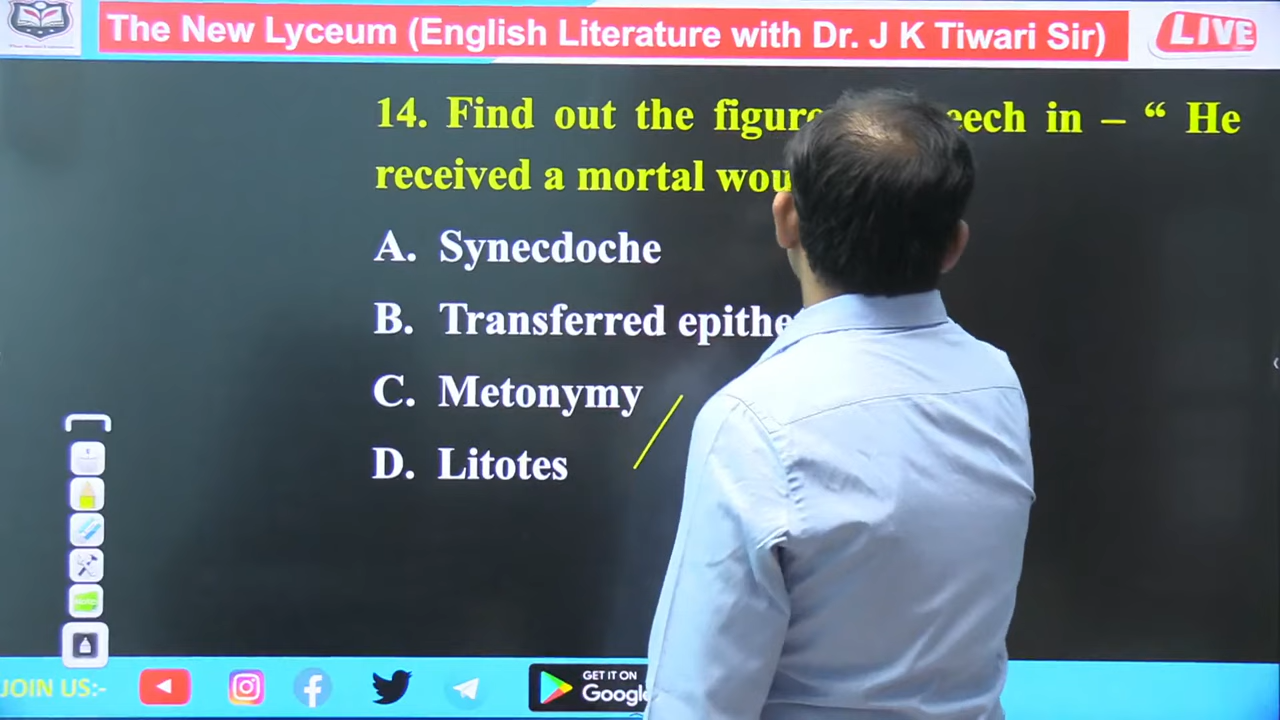 The New Lyceum (English Literature with Dr. J K Tiwari Sir)
LIVE
14. Find out the figure eech in – “ He
received a mortal wou
A. Synecdoche
B. Transferred epithe
C. Metonymy
D. Litotes
JOIN US:-
GET IT ON
Google